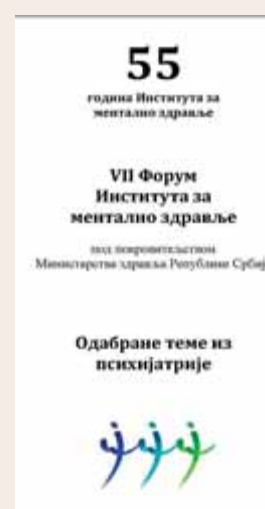 55
година Института за
ментално здравље
VII Форум
Института за
ментално здравље
под покровитељством
Министарства здравља Републике Србиј
Одабране теме из
психијатрије